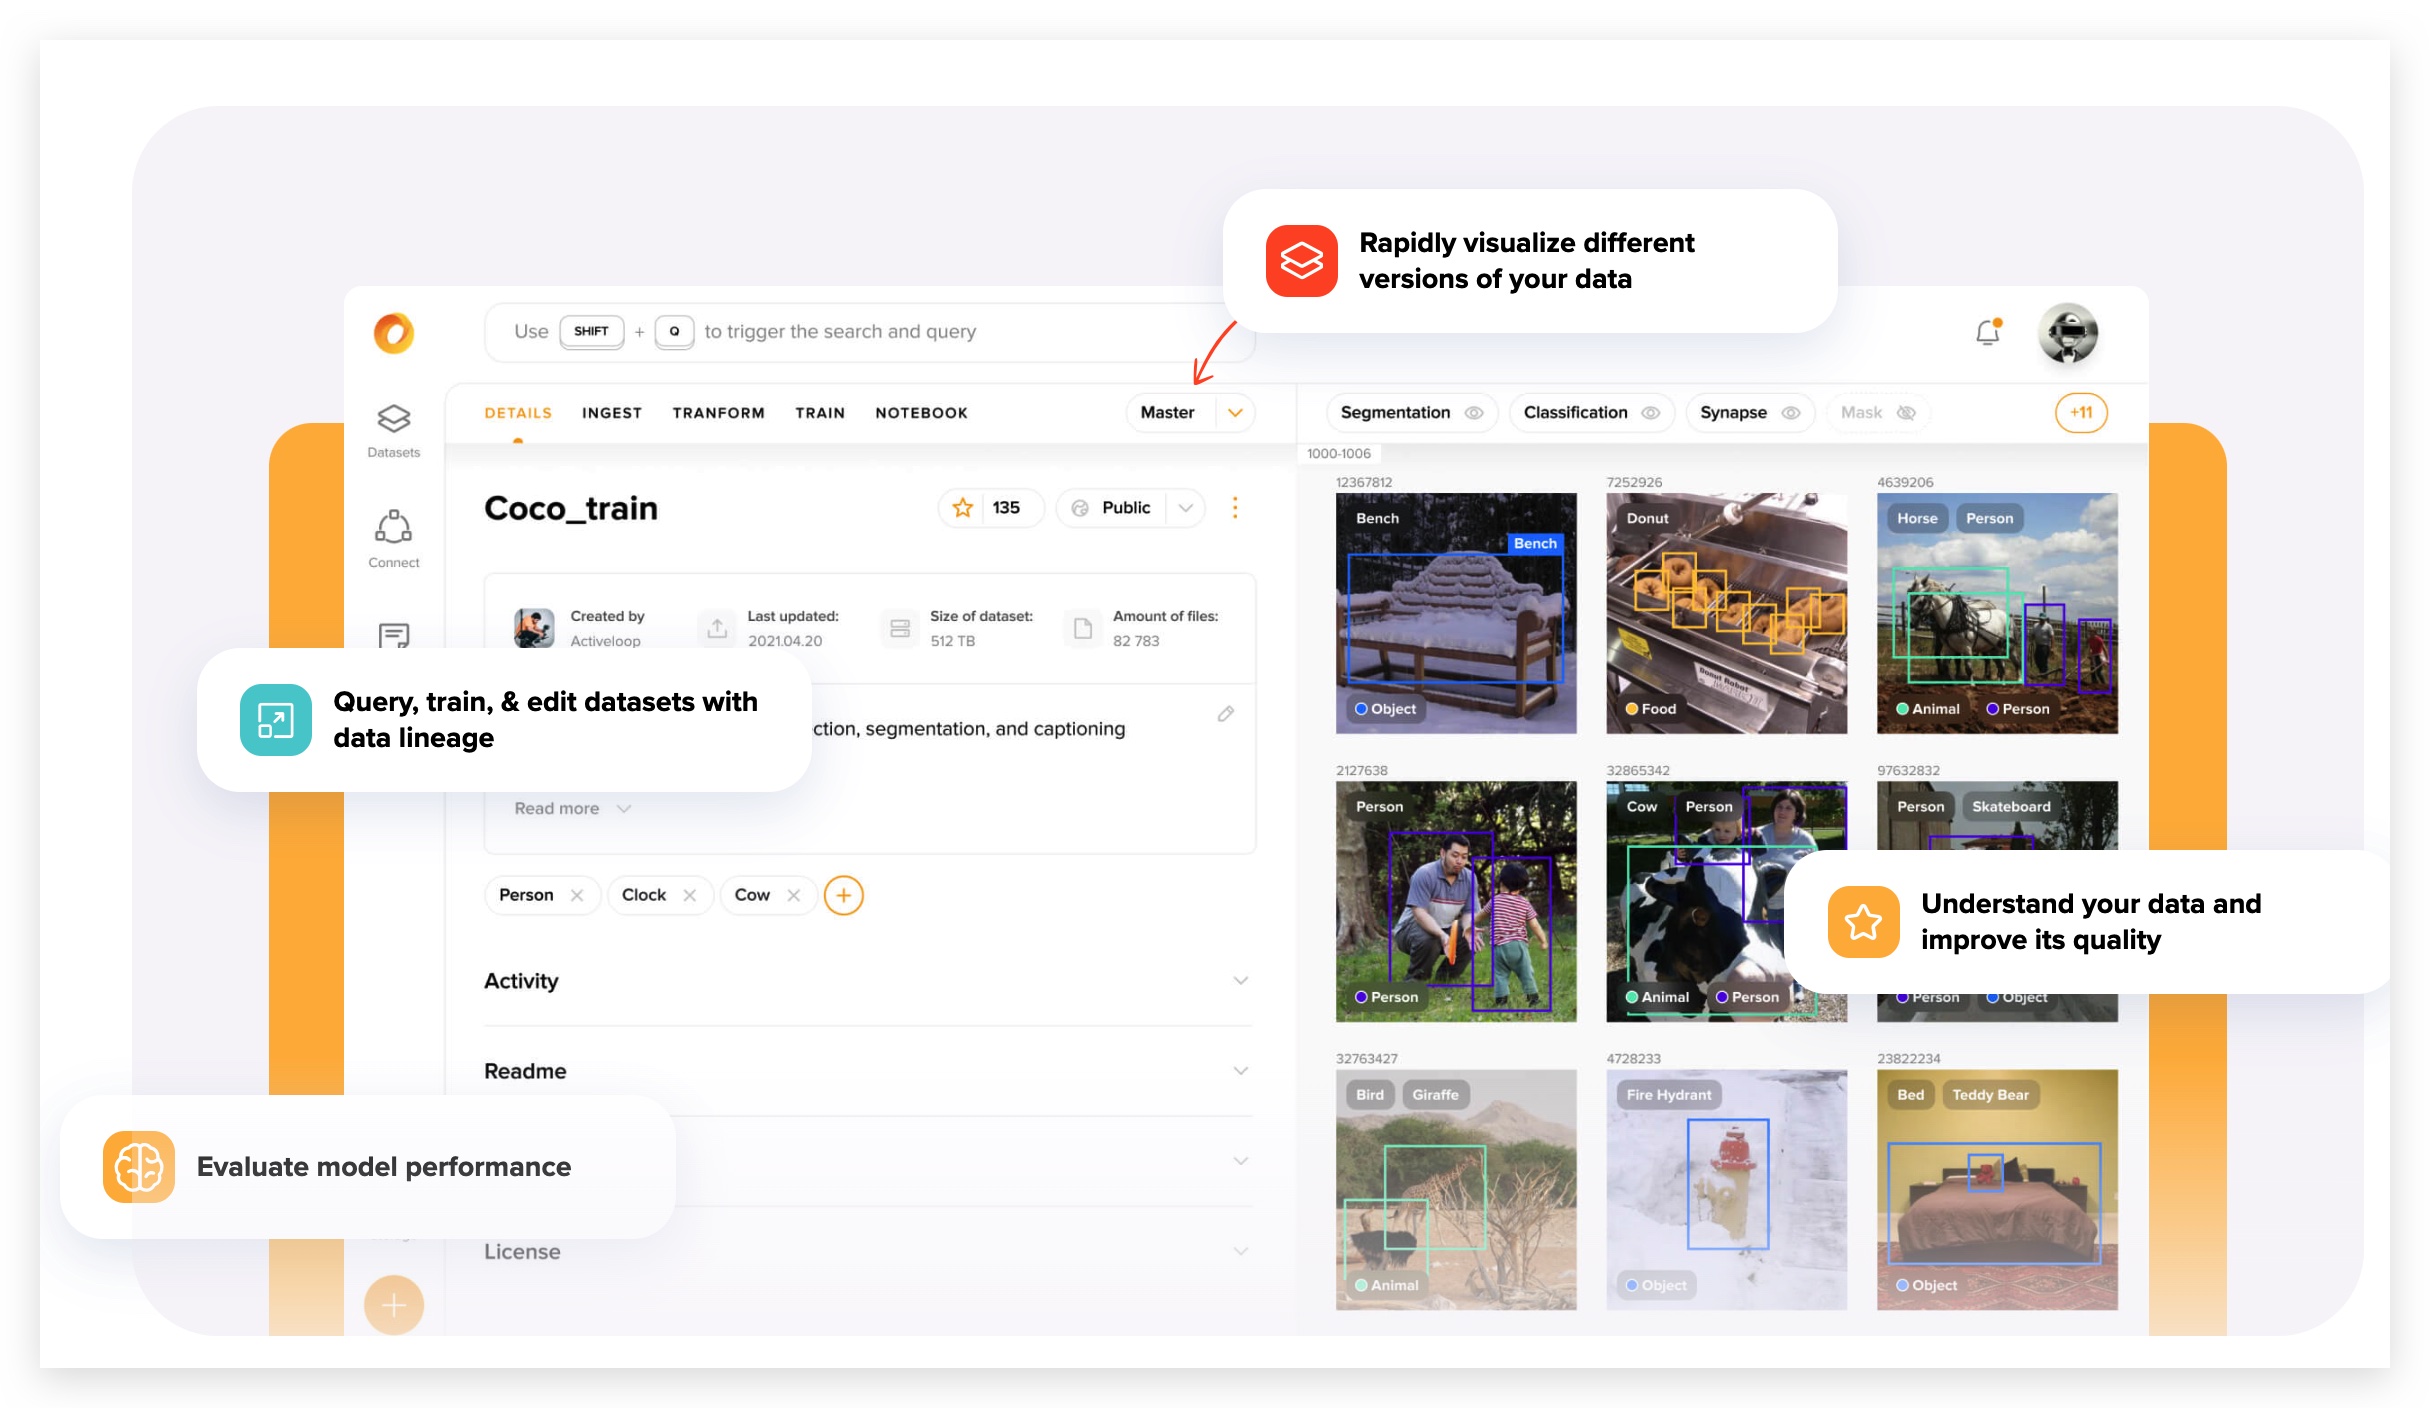 Rapidly visualize different
versions of your data
Use SHIFT + Q to trigger the search and query
Datasets
Connect
DETAILS INGEST TRANFORM TRAIN NOTEBOOK Master
Segmentation Classification Synapse Mask +11
1000-1006
Coco_train 135 Public
Created by
Activeloop
Last updated:
2021.04.20
Size of dataset:
512 TB
Amount of files:
82 783
Query, train, & edit datasets with
data lineage
ction, segmentation, and captioning
Read more
Person Clock Cow
Activity
Readme
Evaluate model performance
License
12367812
Bench
Bench
Object
7252926
Donut
Donut Robot
Food
4639206
Horse Person
Animal Person
2127638
Person
Person
32865342
Cow Person
Animal Person
97632832
Person Skateboard
Understand your data and
improve its quality
Person Object
32763427
Bird Giraffe
Animal
4728233
Fire Hydrant
Object
23822234
Bed Teddy Bear
Object